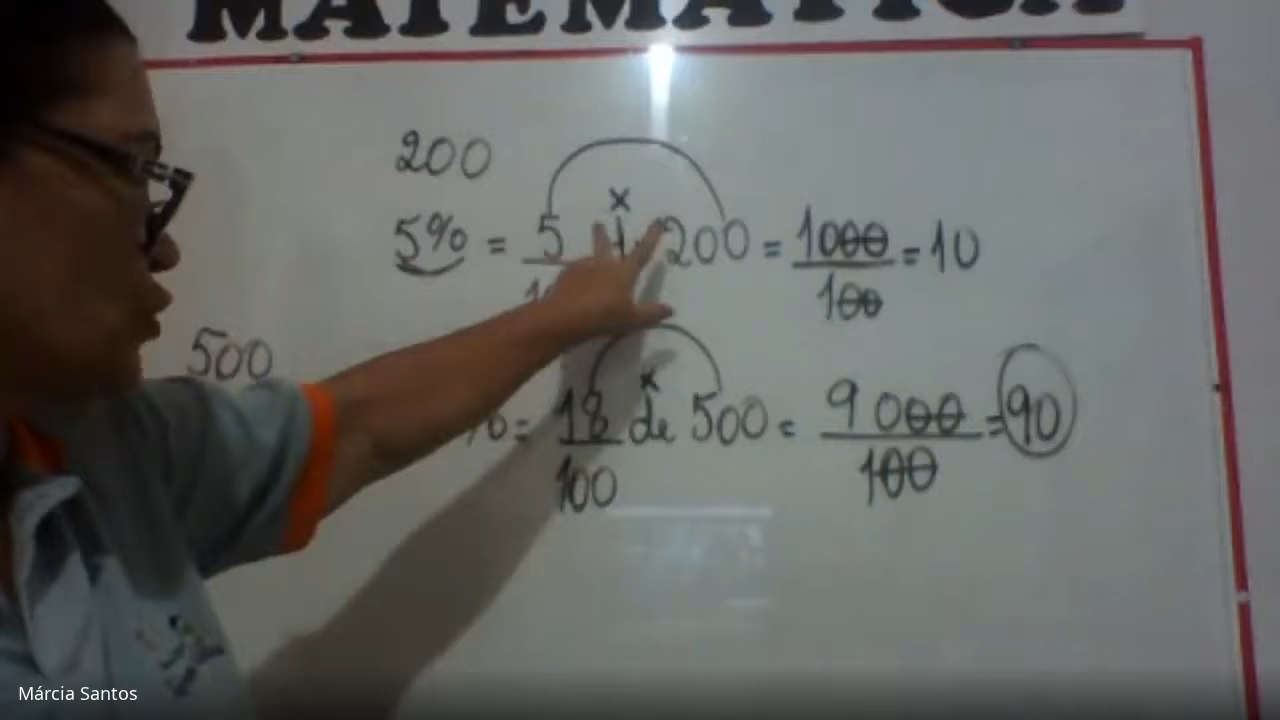 MATEMÁTICA
200
5% = 5 200 = 1000/100 = 10
500
% = 18/100 de 500 = 9000/100 = 90
x
x
Márcia Santos